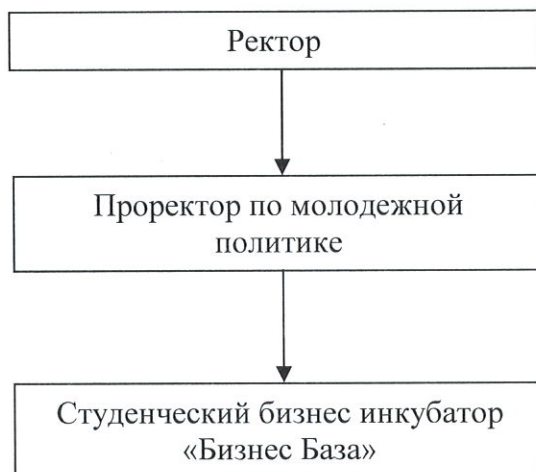 Ректор
Проректор по молодежной
политике
Студенческий бизнес инкубатор
«Бизнес База»